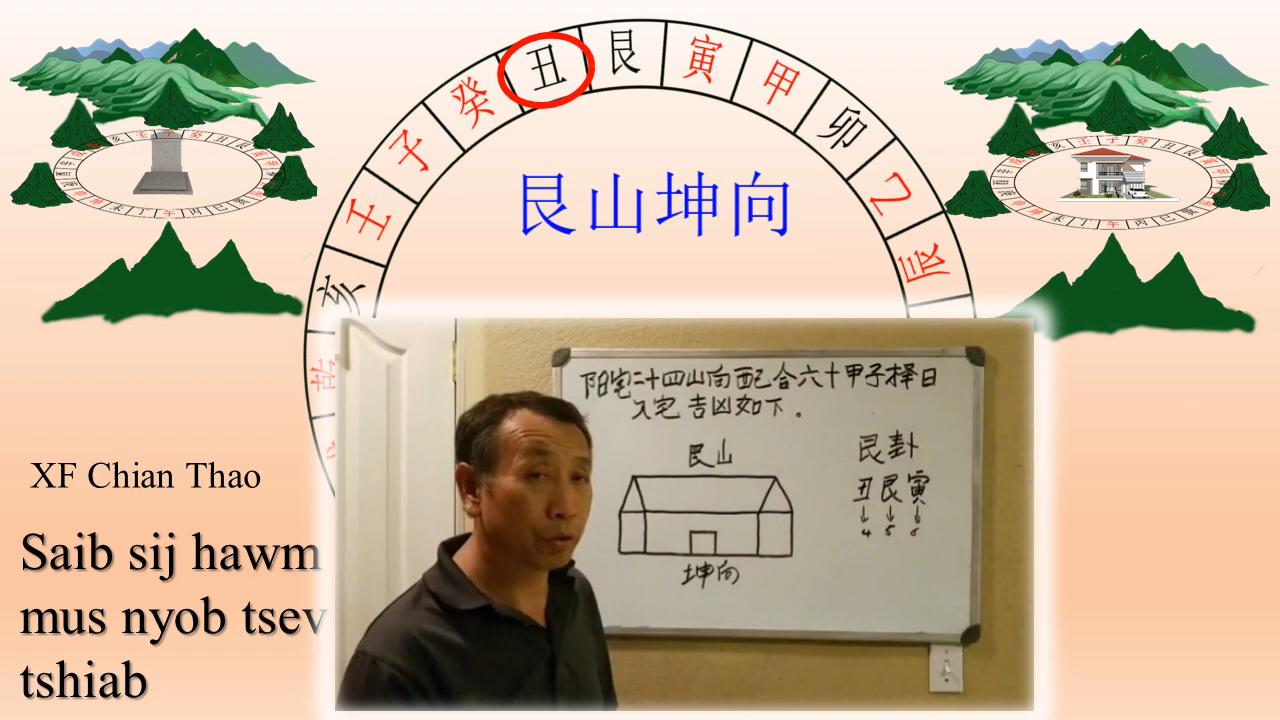 丑 艮 寅 甲 卯 乙 辰
癸 子 壬 亥 乾
艮山坤向
XF Chian Thao
Saib sij hawm
mus nyob tsev
tshiab
阳宅二十四山向配合六十甲子择日
入宅吉凶如下。
艮山
坤向
艮卦
丑艮寅
4 5 6